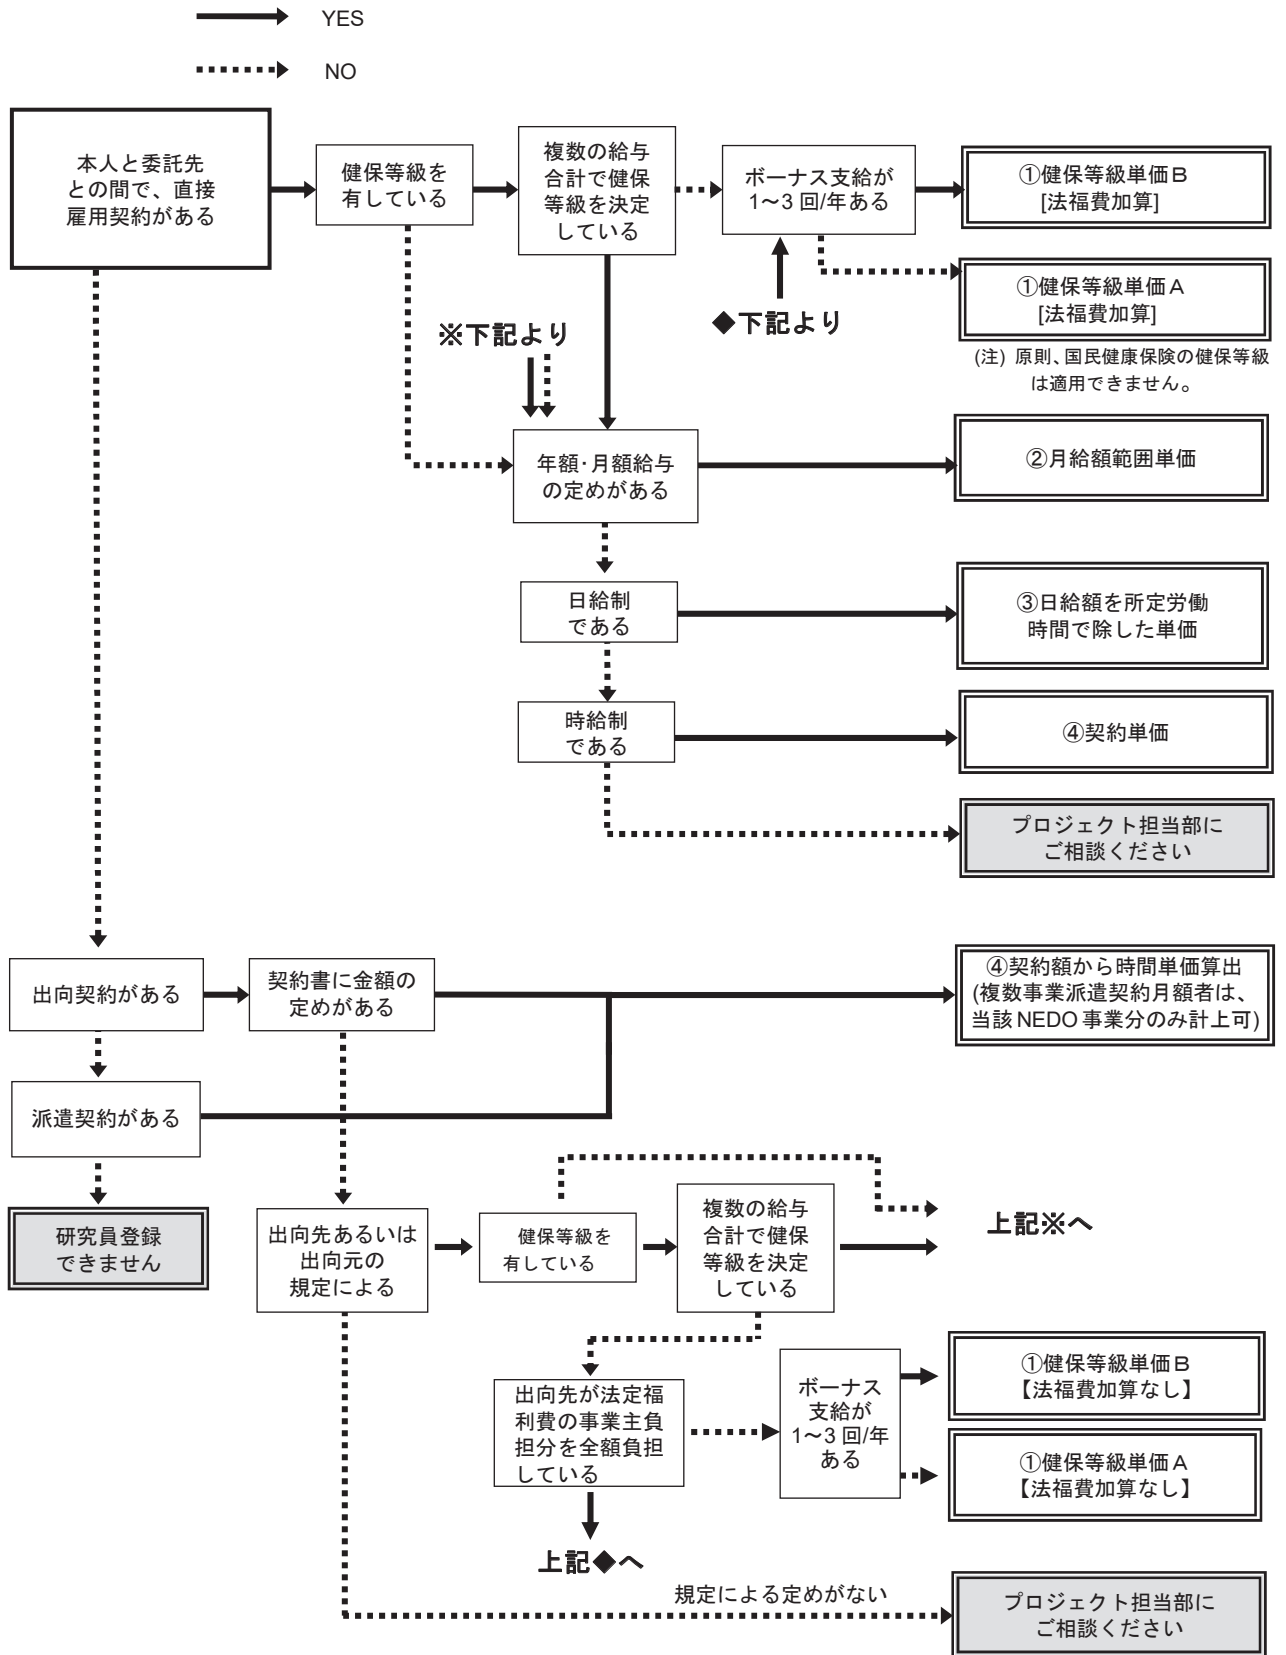 YES
NO
本人と委託先
との間で、直接
雇用契約がある
健保等級を
有している
複数の給与
合計で健保
等級を決定
している
ボーナス支給が
1～3 回/年ある
①健保等級単価B
[法福費加算]
①健保等級単価A
[法福費加算]
(注) 原則、国民健康保険の健保等級
は適用できません。
※下記より
◆下記より
年額･月額給与
の定めがある
②月給額範囲単価
日給制
である
③日給額を所定労働
時間で除した単価
時給制
である
④契約単価
プロジェクト担当部に
ご相談ください
出向契約がある
契約書に金額の
定めがある
④契約額から時間単価算出
(複数事業派遣契約月額者は、
当該 NEDO 事業分のみ計上可)
派遣契約がある
研究員登録
できません
出向先あるいは
出向元の
規定による
健保等級を
有している
複数の給与
合計で健保
等級を決定
している
上記※へ
出向先が法定福
利費の事業主負
担分を全額負担
している
ボーナス
支給が
1～3 回/年
ある
①健保等級単価B
【法福費加算なし】
①健保等級単価A
【法福費加算なし】
上記◆へ
規定による定めがない
プロジェクト担当部に
ご相談ください